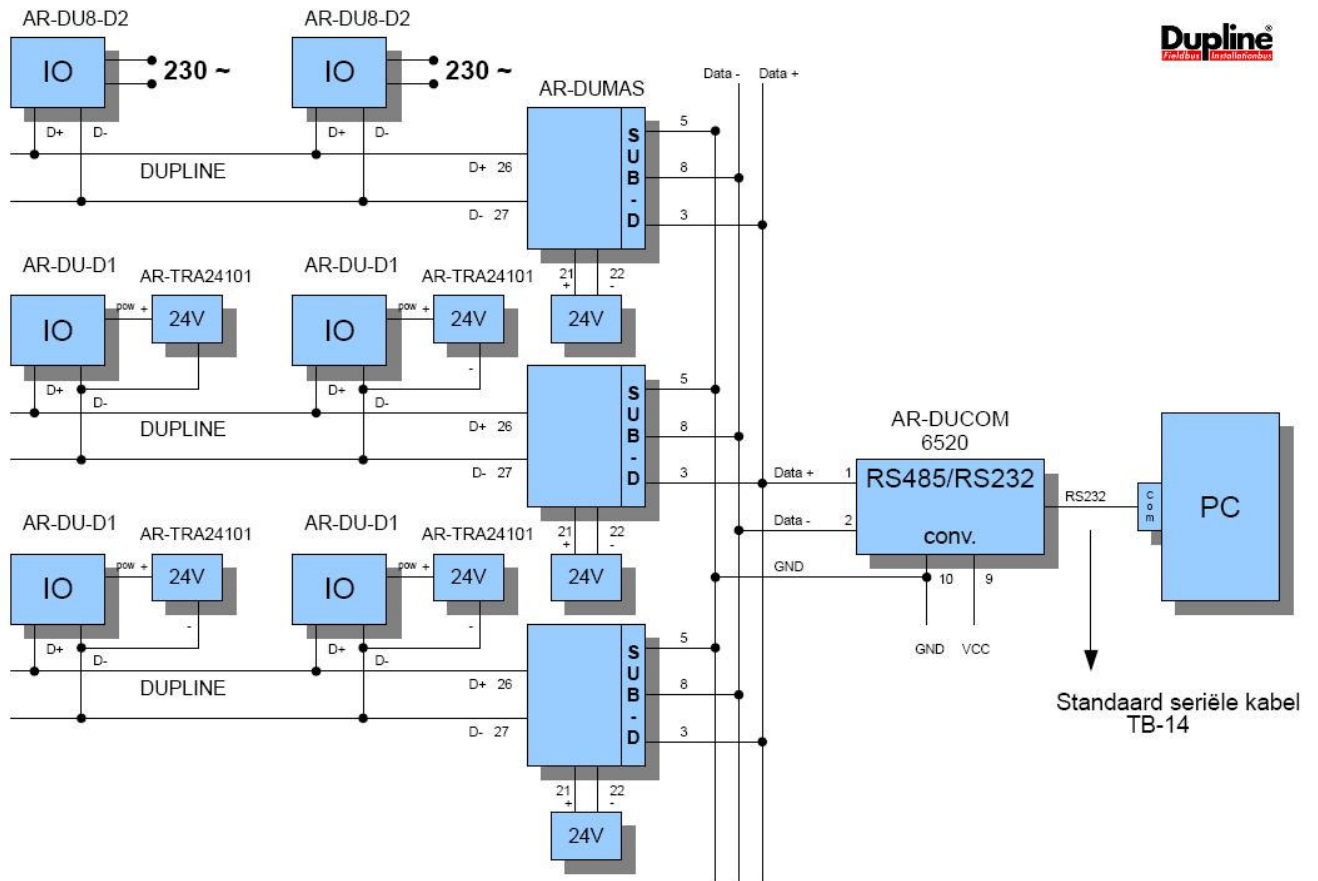 AR-DU8-D2
AR-DU8-D2
Dupline®
Fieldbus Installationbus
IO
230 ~
IO
230 ~
Data -
Data +
AR-DUMAS
D+
D-
D+
D-
SUB-D
5
8
3
DUPLINE
D+ 26
D- 27
21
+
22
-
24V
AR-DU-D1
AR-TRA24101
AR-DU-D1
AR-TRA24101
IO
pow +
24V
IO
pow +
24V
-
D+
D-
D+
D-
SUB-D
5
8
3
DUPLINE
D+ 26
D- 27
21
+
22
-
24V
AR-DUCOM
6520
Data +
1
RS485/RS232
conv.
Data -
2
GND
10
9
GND
VCC
RS232
com
PC
Standaard seriële kabel
TB-14
AR-DU-D1
AR-TRA24101
AR-DU-D1
AR-TRA24101
IO
pow +
24V
-
IO
pow +
24V
-
D+
D-
D+
D-
SUB-D
5
8
3
DUPLINE
D+ 26
D- 27
21
+
22
-
24V